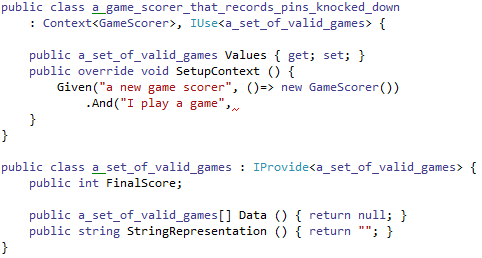 public class a_game_scorer_that_records_pins_knocked_down
    : Context<GameScorer>, IUse<a_set_of_valid_games> {

    public a_set_of_valid_games Values { get; set; }
    public override void SetupContext () {
        Given("a new game scorer", ()=> new GameScorer())
            .And("I play a game",
    }
}

public class a_set_of_valid_games : IProvide<a_set_of_valid_games> {
    public int FinalScore;

    public a_set_of_valid_games[] Data () { return null; }
    public string StringRepresentation () { return ""; }
}